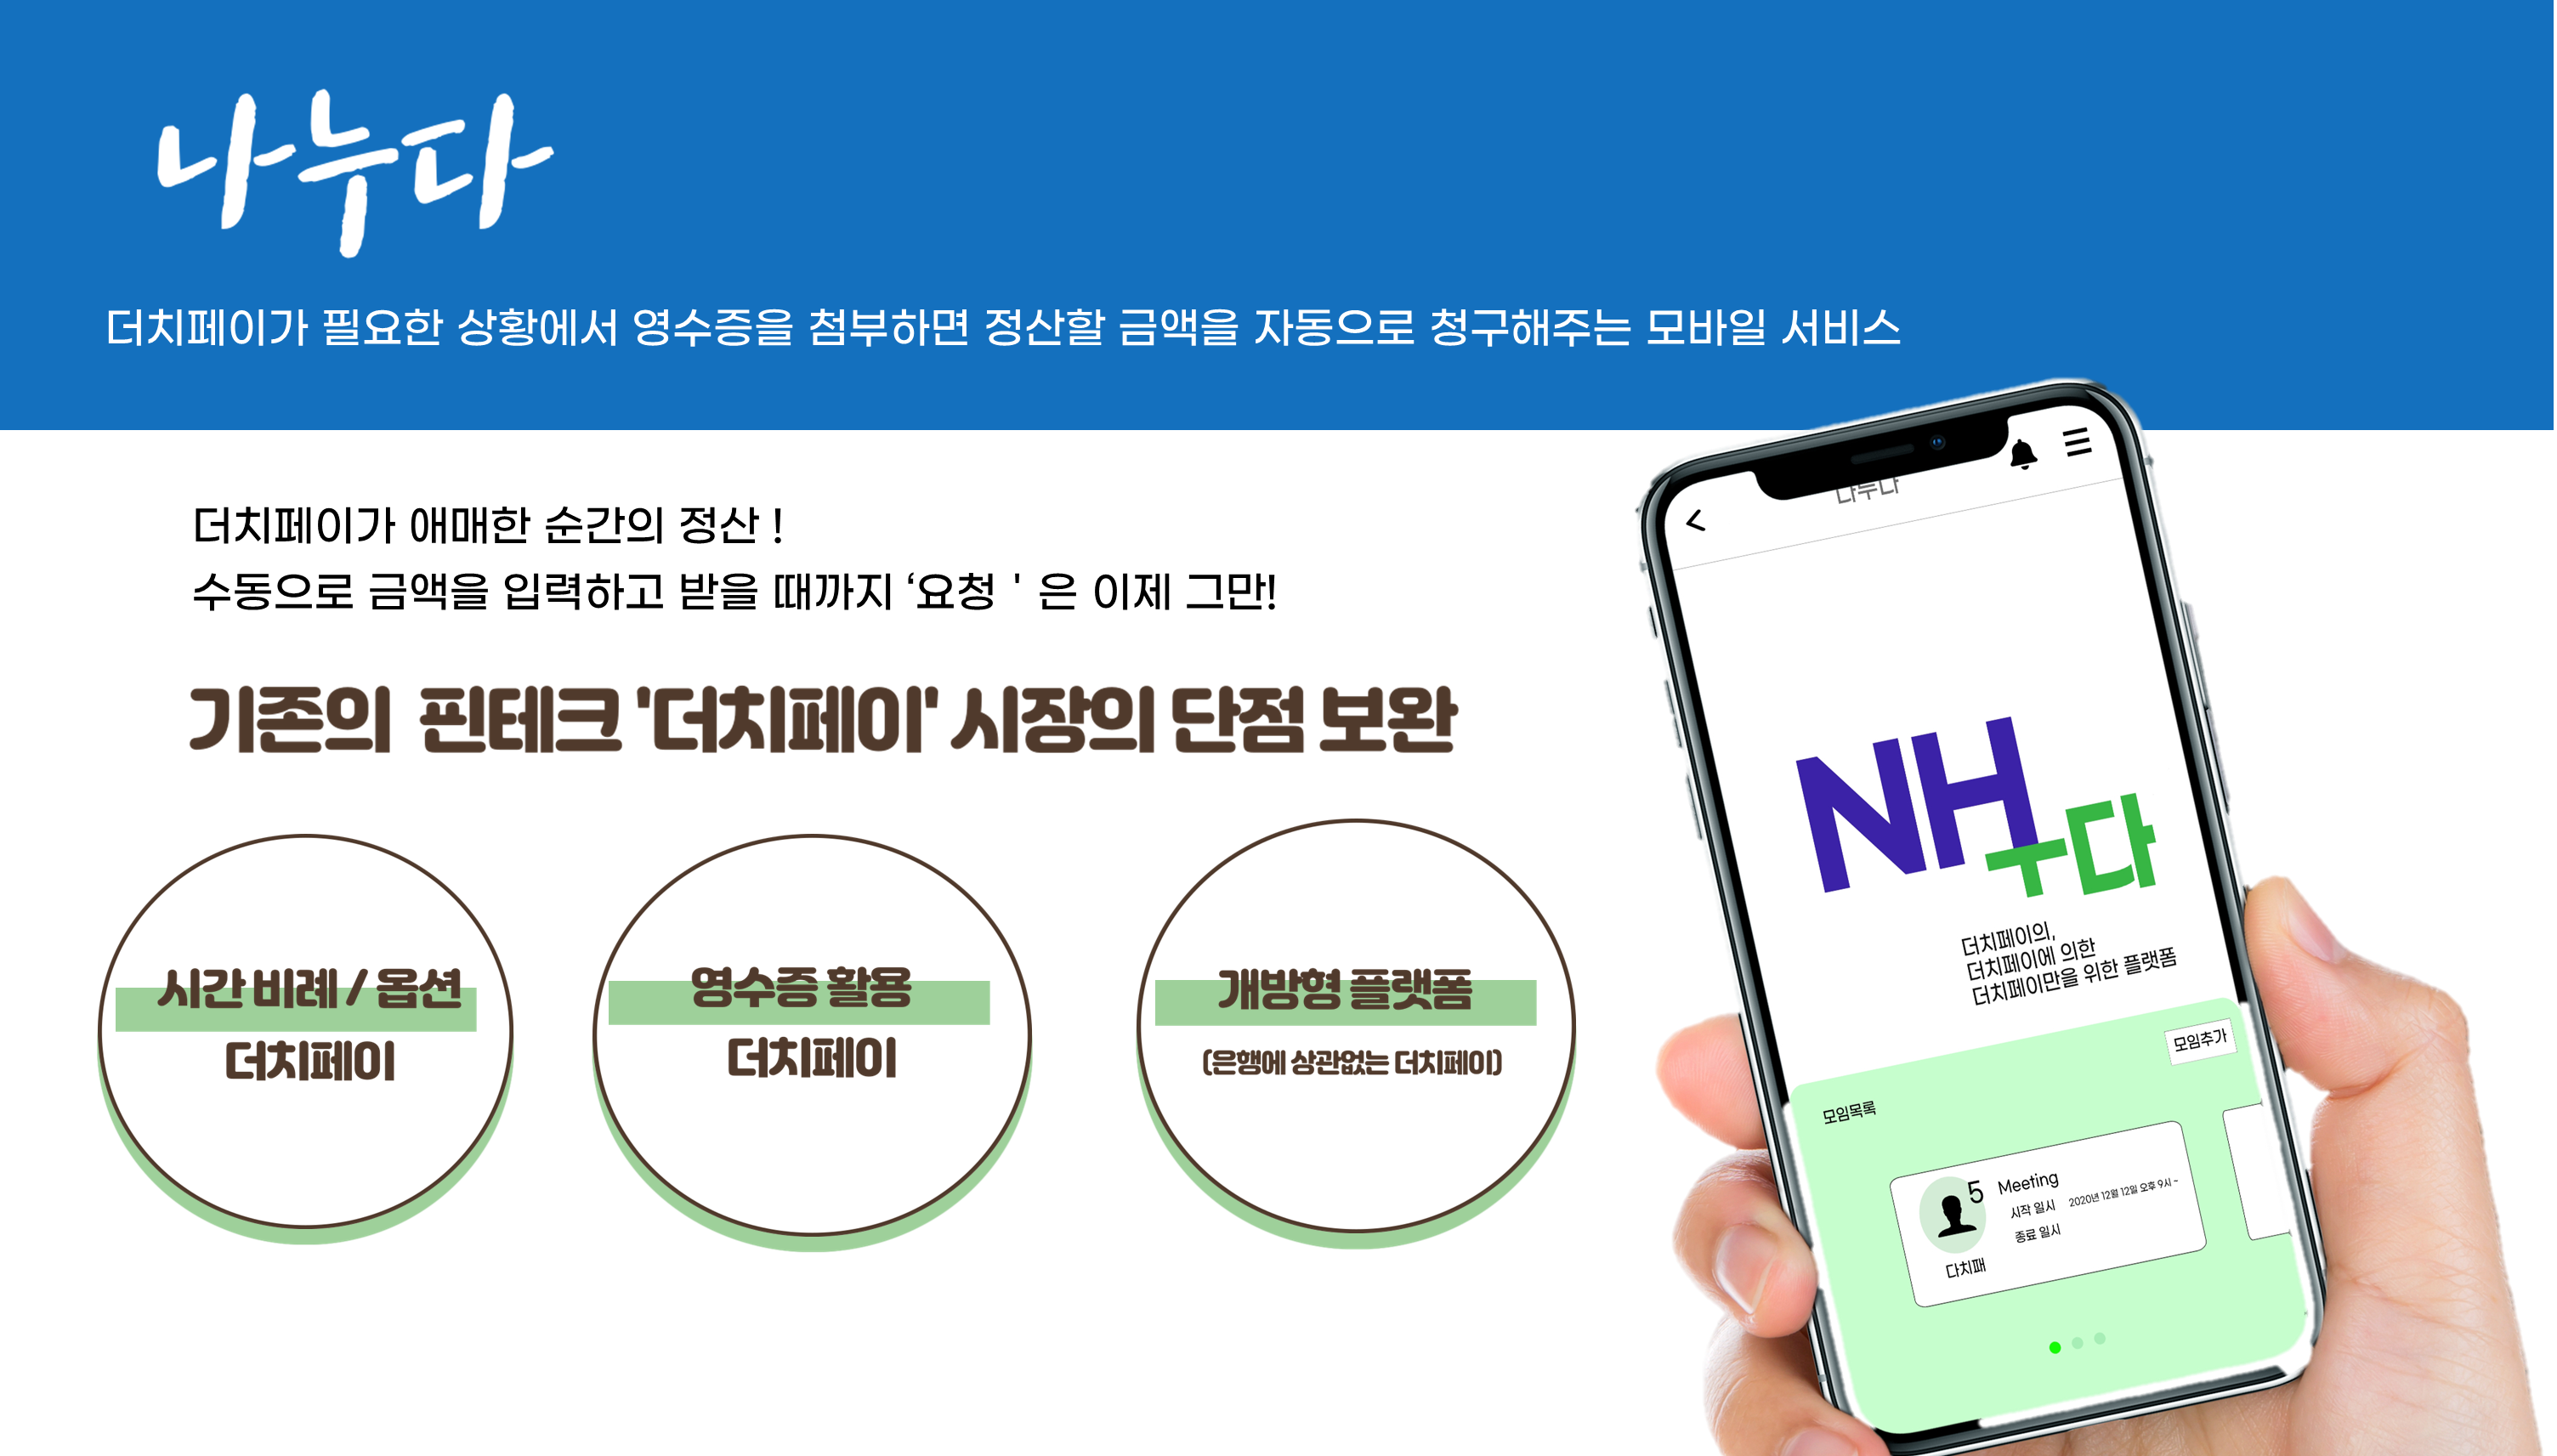 나누다
더치페이가 필요한 상황에서 영수증을 첨부하면 정산할 금액을 자동으로 청구해주는 모바일 서비스
더치페이가 애매한 순간의 정산 !
수동으로 금액을 입력하고 받을 때까지 ‘요청 ' 은 이제 그만!
기존의 핀테크 '더치페이' 시장의 단점 보완
시간 비례 / 옵션
더치페이
영수증 활용
더치페이
개방형 플랫폼
(은행에 상관없는 더치페이)
나누다
NH누다
더치페이의,
더치페이에 의한
더치페이만을 위한 플랫폼
모임추가
모임목록
5
Meeting
시작 일시 2020년 12월 12일 오후 9시 ~
종료 일시
다치패